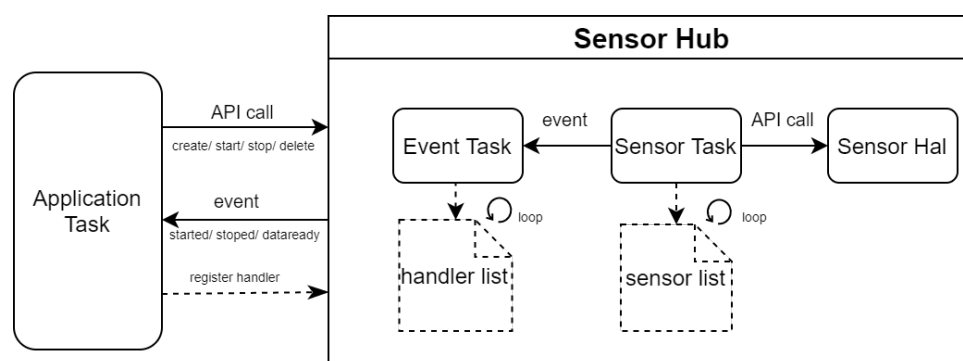 Sensor Hub
Application
Task
API call
create/ start/ stop/ delete
event
started/ stoped/ dataready
register handler
Event Task
event
Sensor Task
API call
Sensor Hal
loop
handler list
loop
sensor list